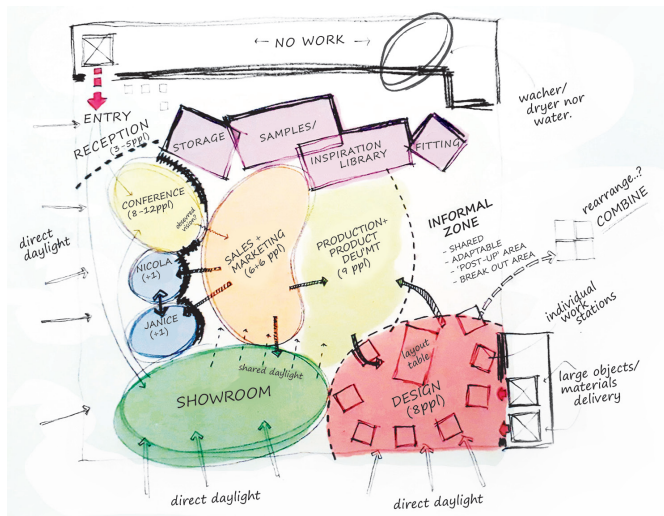 ← NO WORK →
wacher/
dryer nor
water.
ENTRY
RECEPTION
(3-5ppl)
STORAGE
SAMPLES/
INSPIRATION
LIBRARY
FITTING
CONFERENCE
(8-12ppl)
obscured
vision?
rearrange..?
COMBINE
INFORMAL
ZONE
- SHARED
- ADAPTABLE
- 'POST-UP' AREA
- BREAK OUT AREA
direct
daylight
SALES +
MARKETING
(6+6 ppl)
PRODUCTION+
PRODUCT
DEU'MT
(9 ppl)
NICOLA
(+1)
JANICE
(+1)
individual
work
stations
layout
table
shared daylight
SHOWROOM
DESIGN
(8ppl)
large objects/
materials
delivery
direct daylight
direct daylight